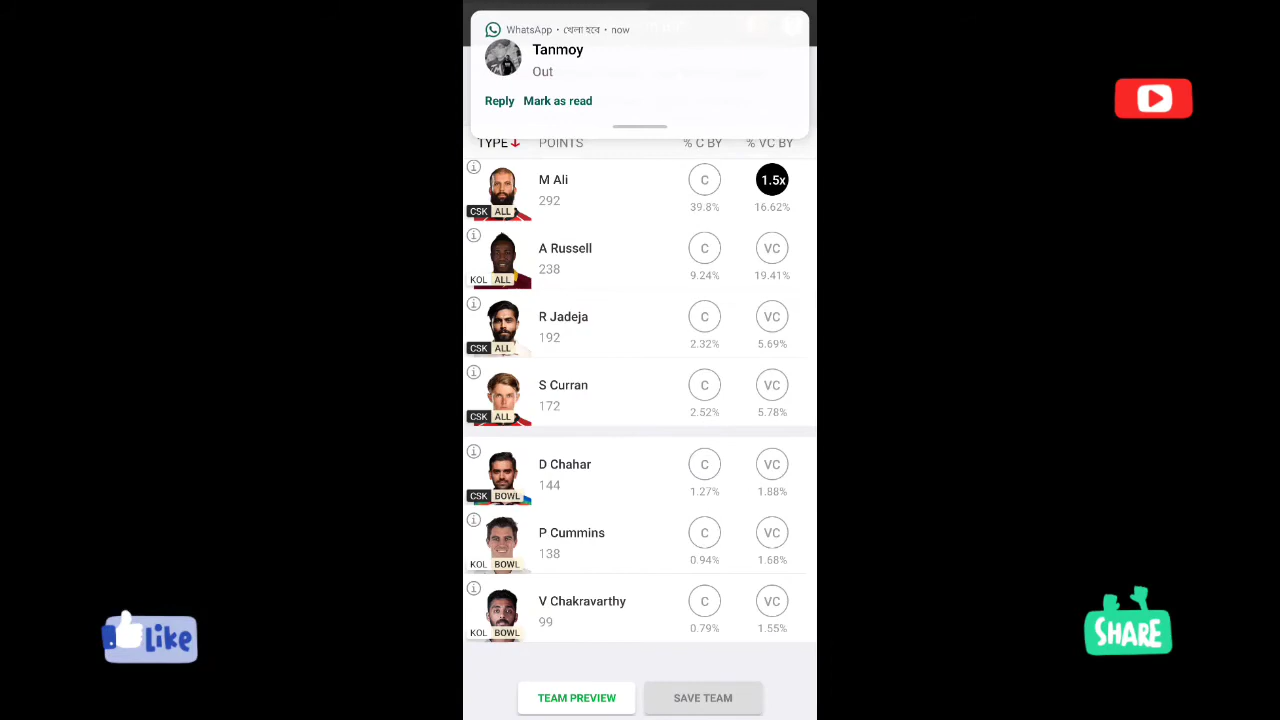 WhatsApp • খেলা হবে • now
Tanmoy
Out
Reply Mark as read
TYPE POINTS % C BY % VC BY
M Ali
C 1.5x
292
39.8% 16.62%
CSK ALL
A Russell
C VC
238
9.24% 19.41%
KOL ALL
R Jadeja
C VC
192
2.32% 5.69%
CSK ALL
S Curran
C VC
172
2.52% 5.78%
CSK ALL
D Chahar
C VC
144
1.27% 1.88%
CSK BOWL
P Cummins
C VC
138
0.94% 1.68%
KOL BOWL
V Chakravarthy
C VC
99
0.79% 1.55%
KOL BOWL
Like
SHARE
TEAM PREVIEW SAVE TEAM